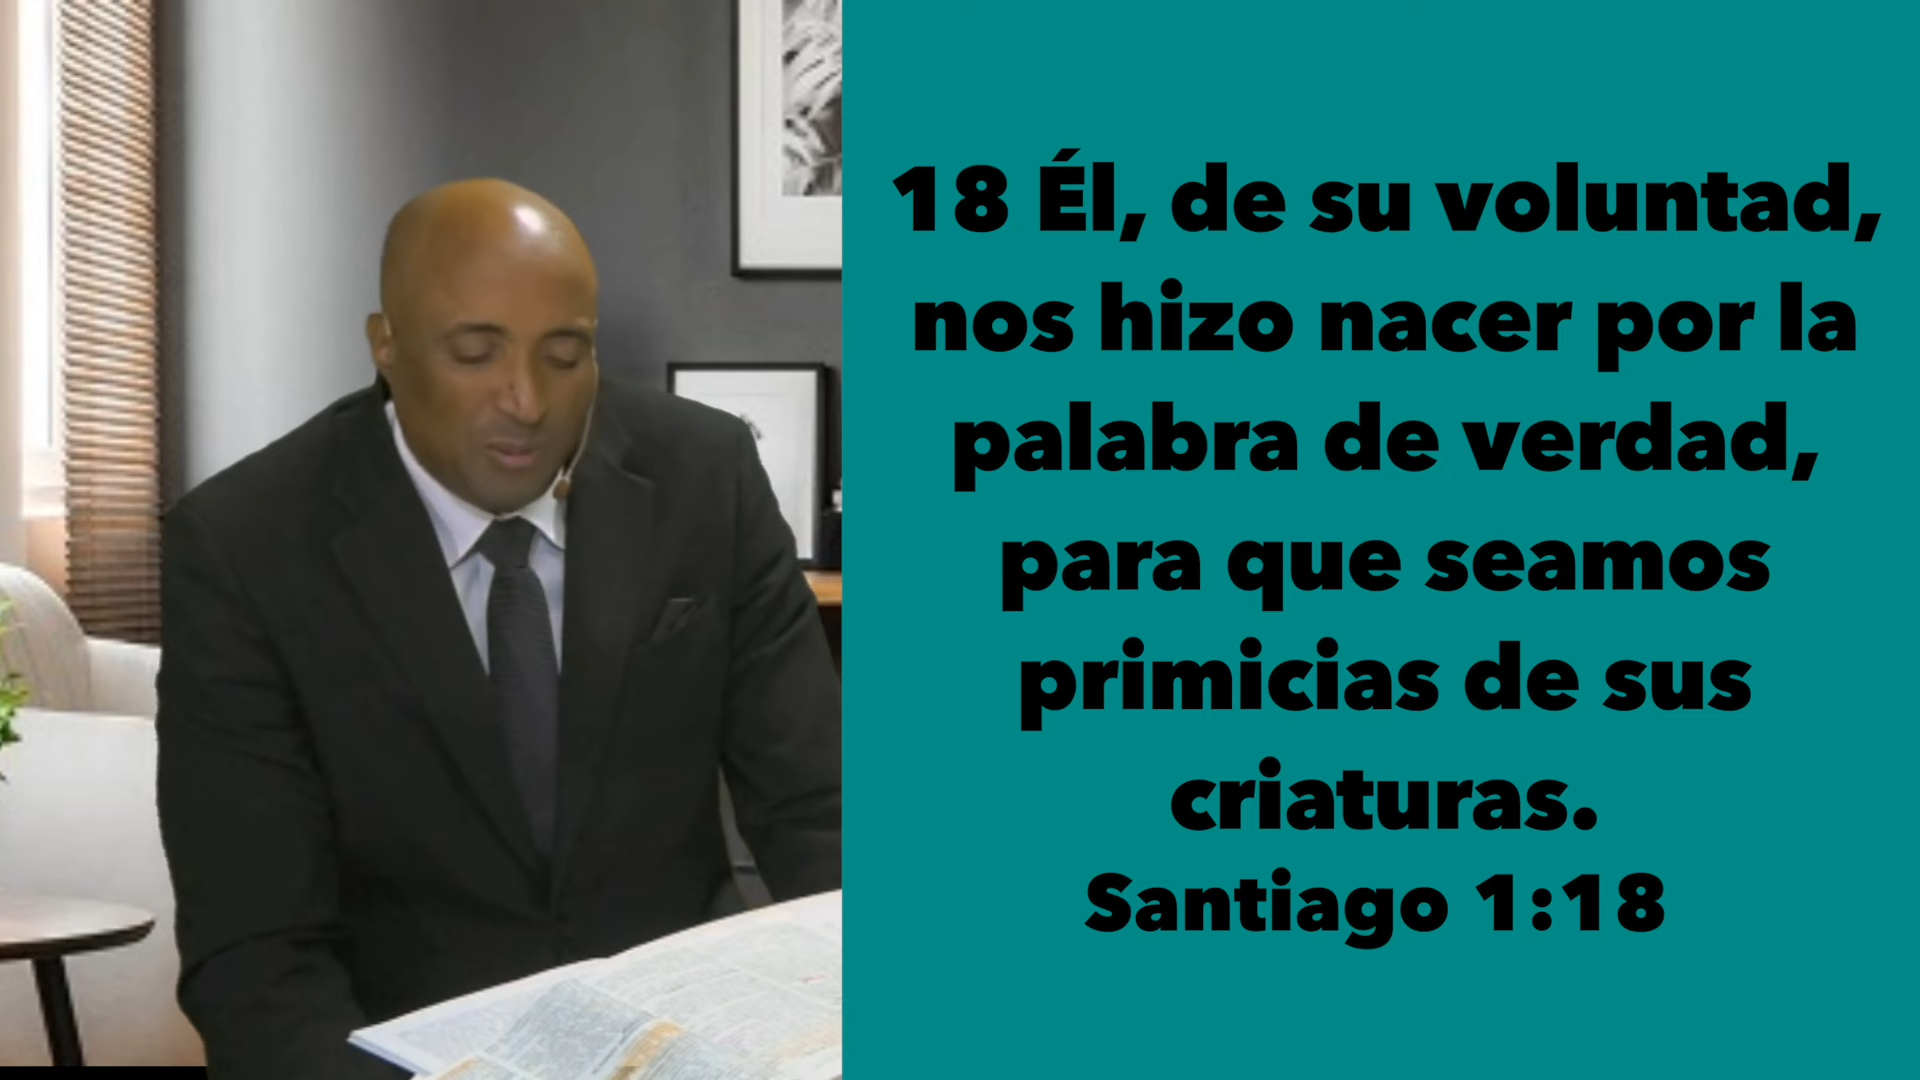 18 Él, de su voluntad,
nos hizo nacer por la
palabra de verdad,
para que seamos
primicias de sus
criaturas.
Santiago 1:18